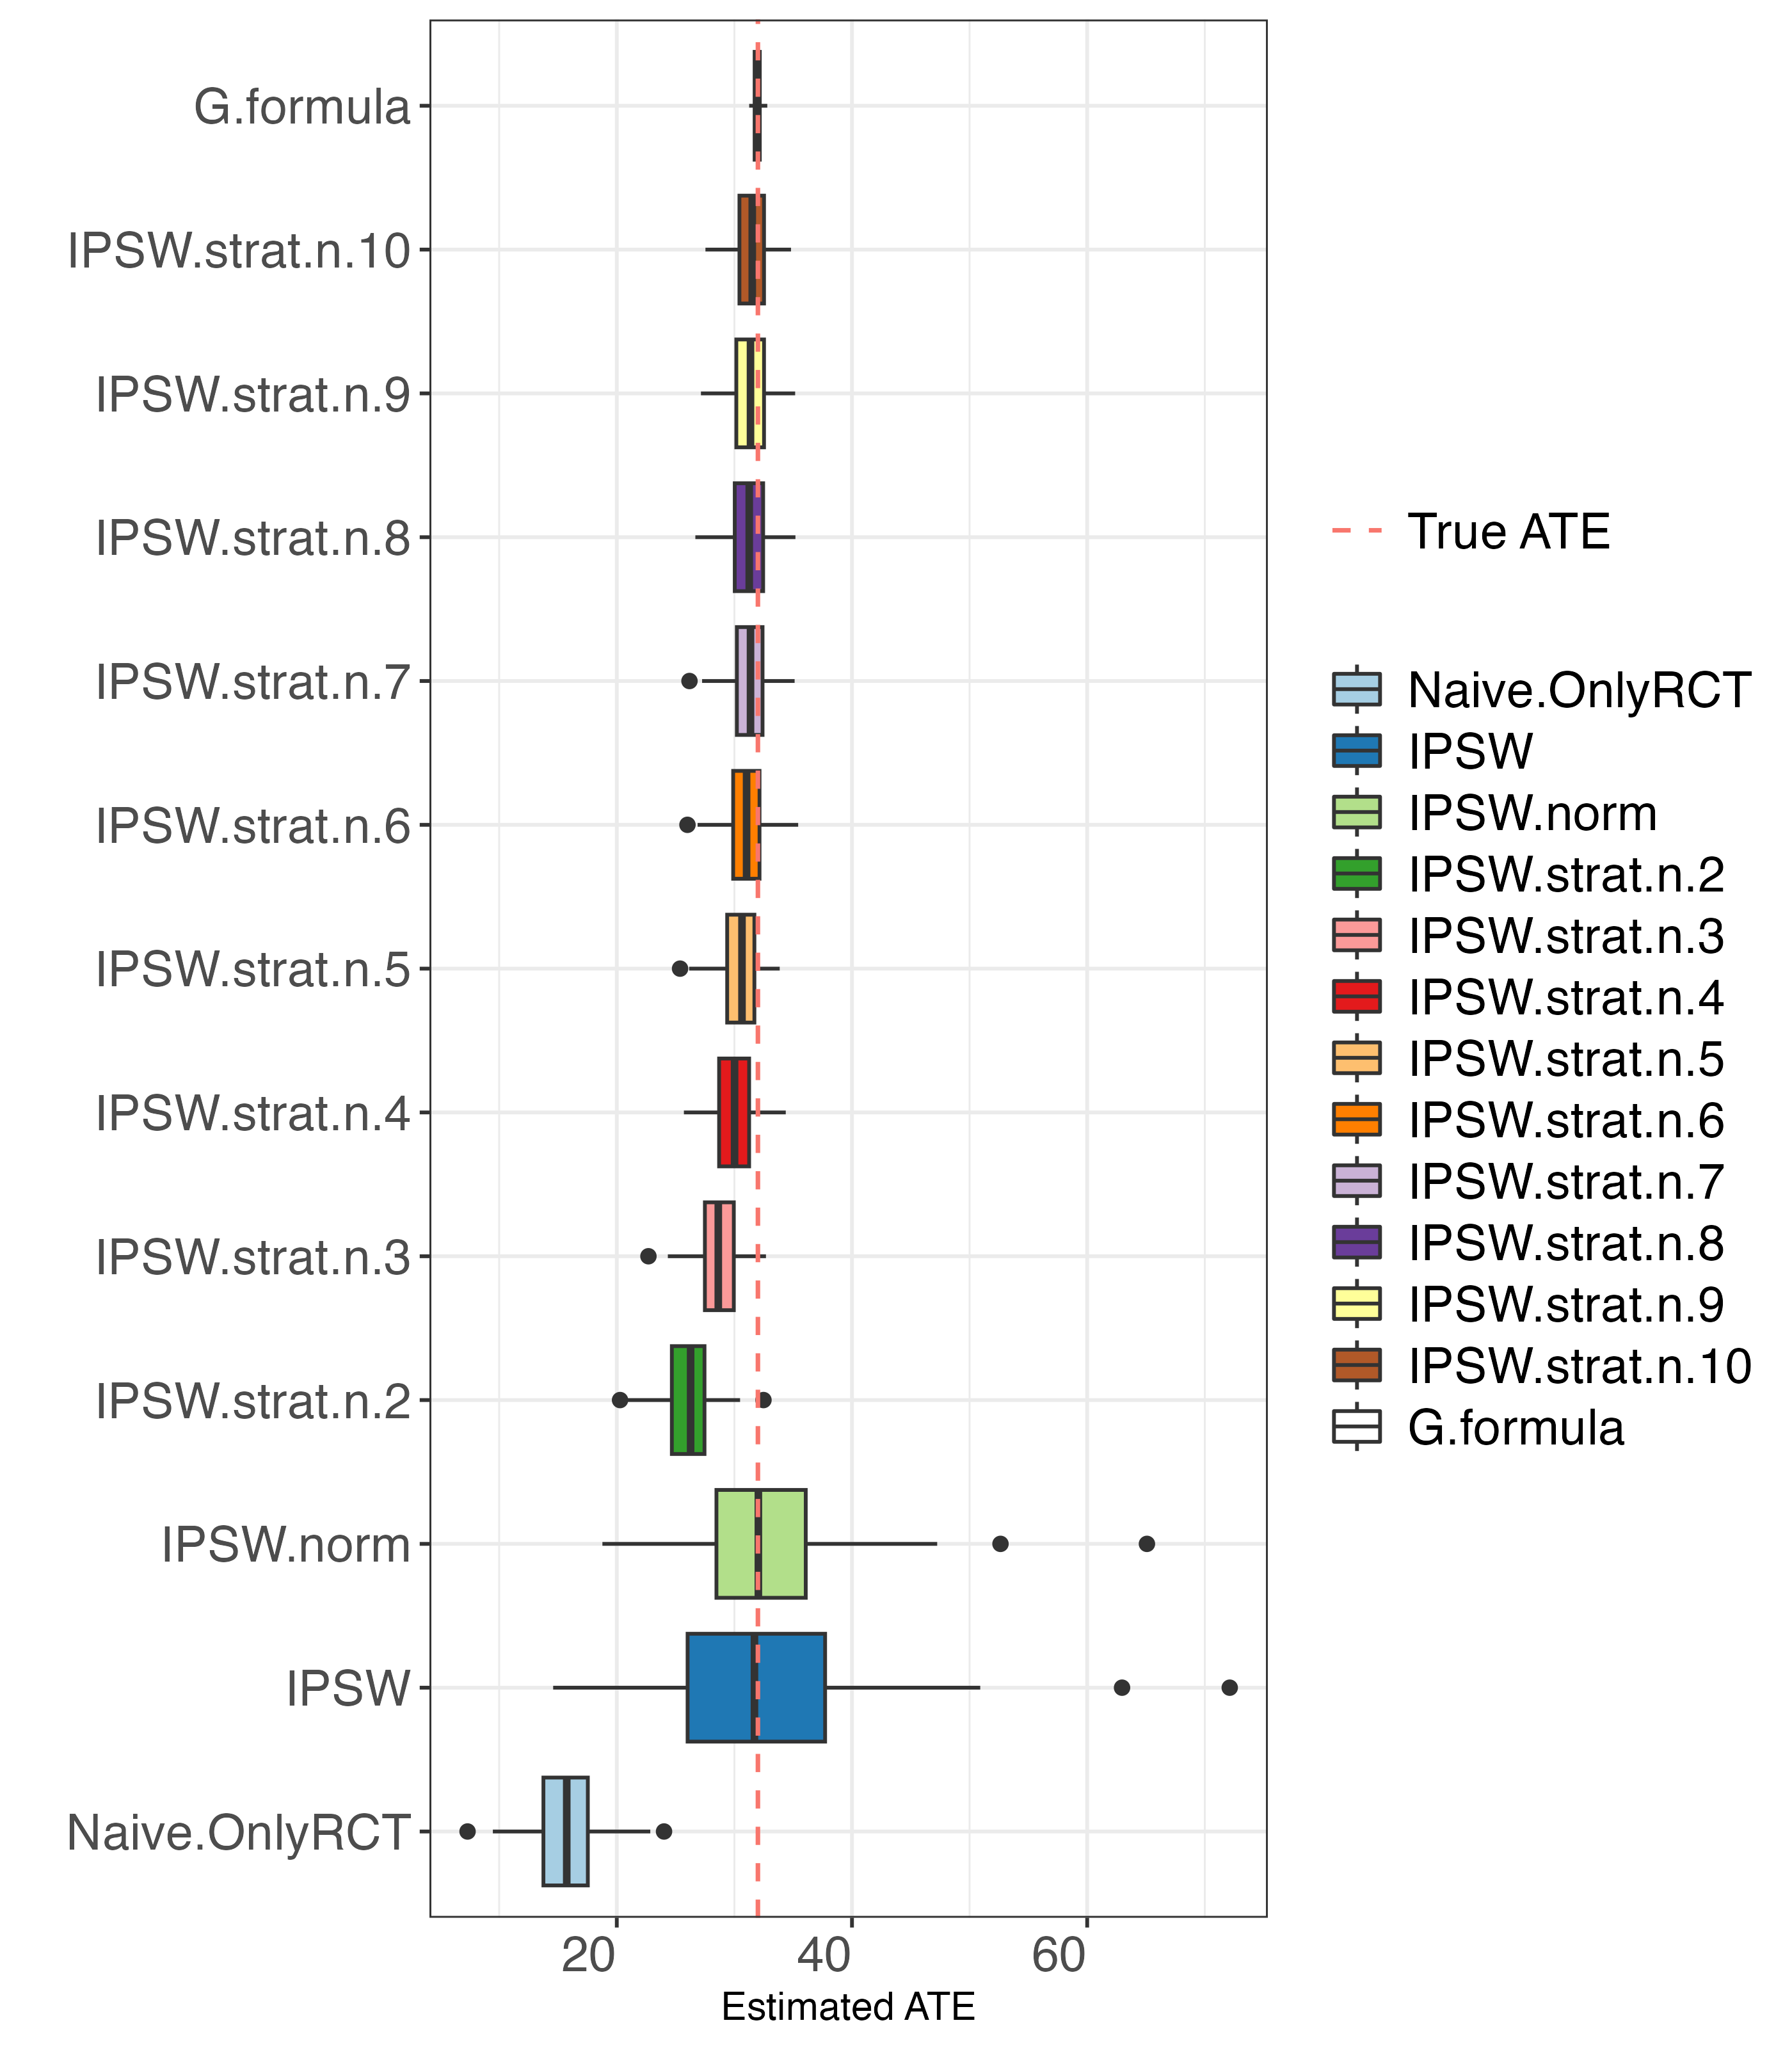 G.formula
IPSW.strat.n.10
IPSW.strat.n.9
IPSW.strat.n.8
IPSW.strat.n.7
IPSW.strat.n.6
IPSW.strat.n.5
IPSW.strat.n.4
IPSW.strat.n.3
IPSW.strat.n.2
IPSW.norm
IPSW
Naive.OnlyRCT
20 40 60
Estimated ATE
True ATE
Naive.OnlyRCT
IPSW
IPSW.norm
IPSW.strat.n.2
IPSW.strat.n.3
IPSW.strat.n.4
IPSW.strat.n.5
IPSW.strat.n.6
IPSW.strat.n.7
IPSW.strat.n.8
IPSW.strat.n.9
IPSW.strat.n.10
G.formula